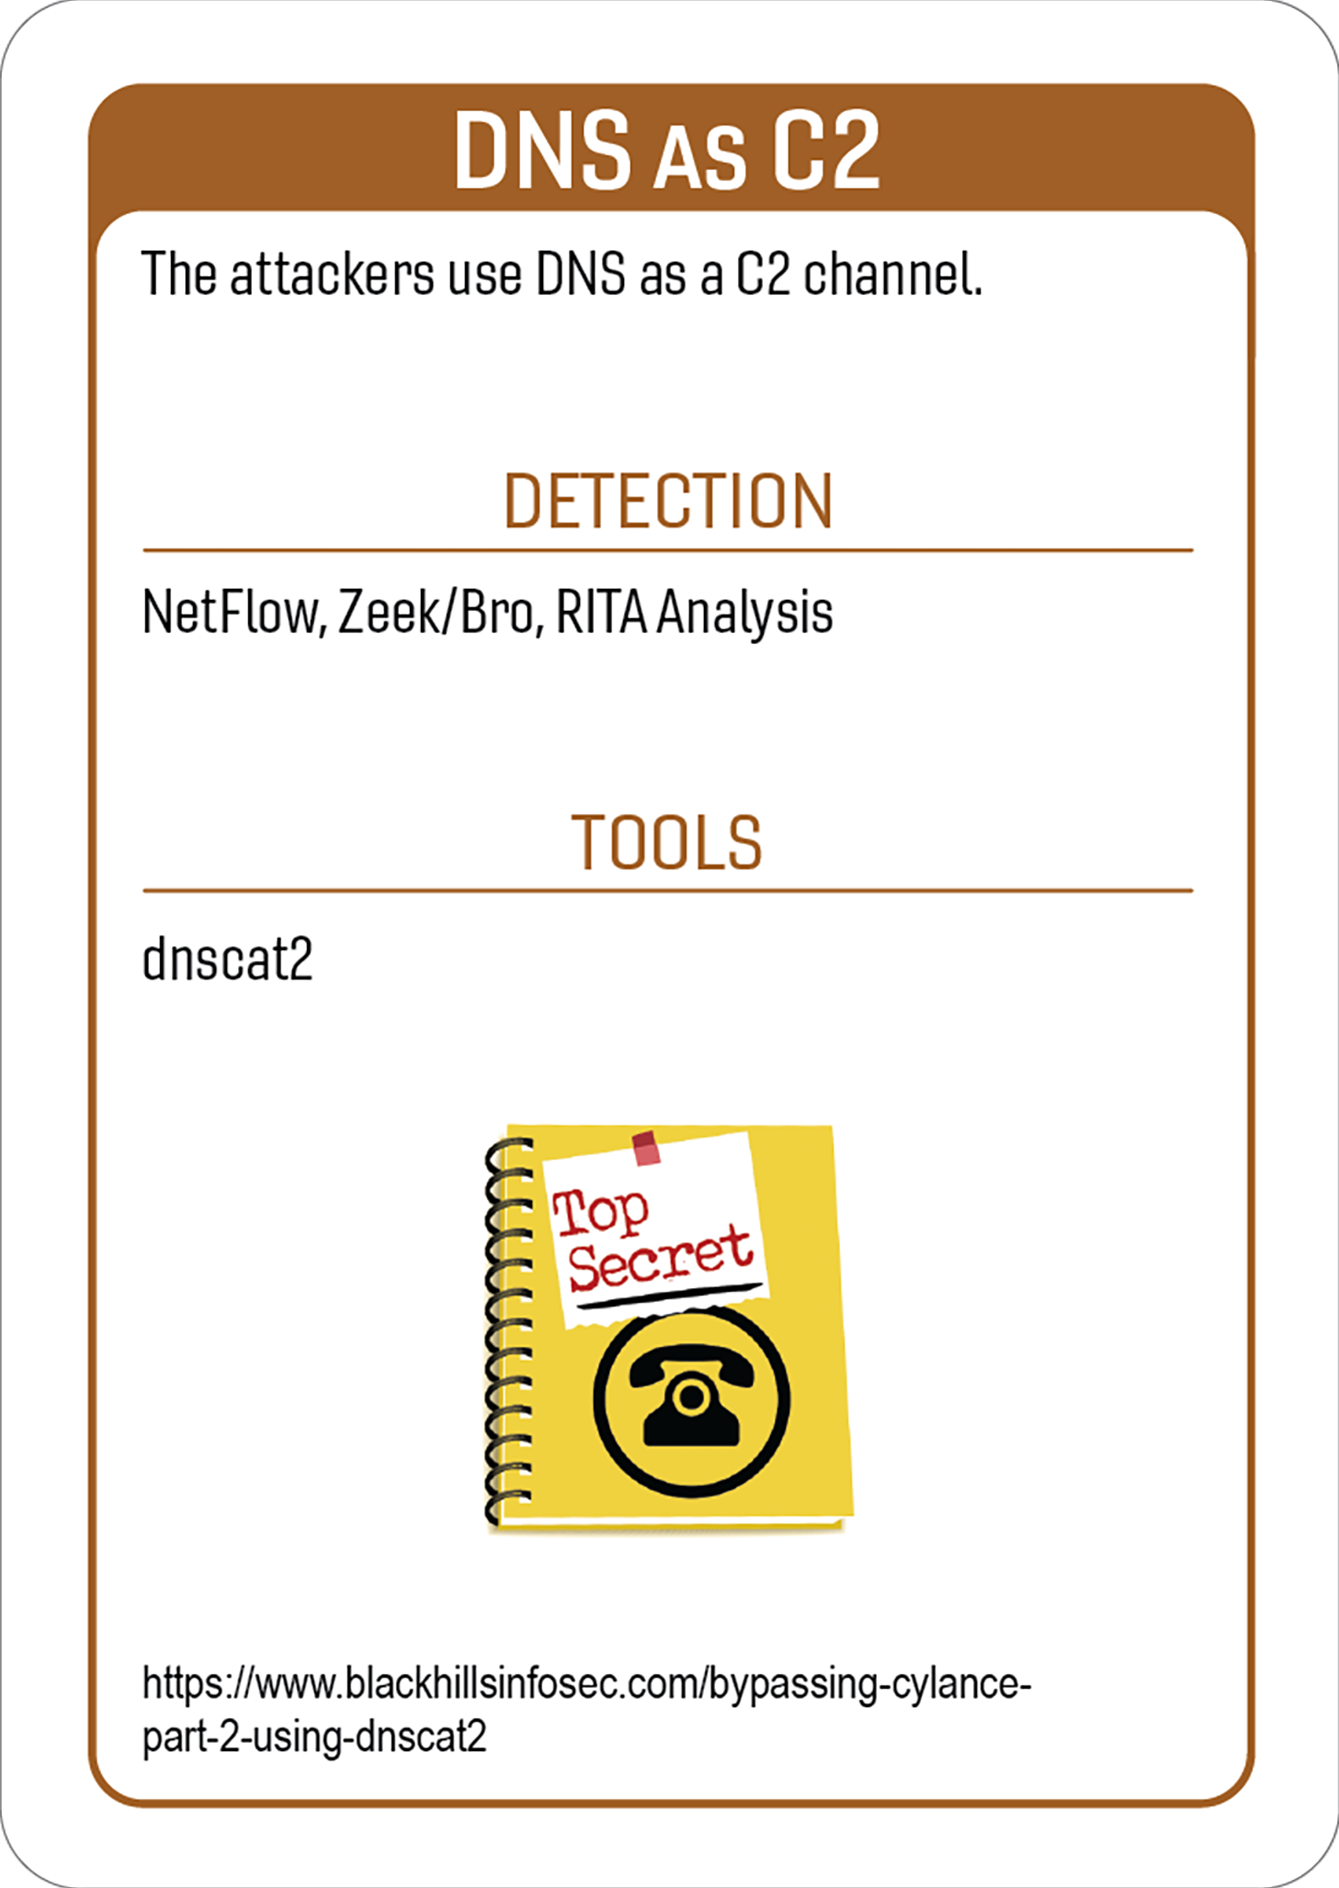 DNS AS C2
The attackers use DNS as a C2 channel.
DETECTION
NetFlow, Zeek/Bro, RITA Analysis
TOOLS
dnscat2
Top
Secret
https://www.blackhillsinfosec.com/bypassing-cylance-
part-2-using-dnscat2